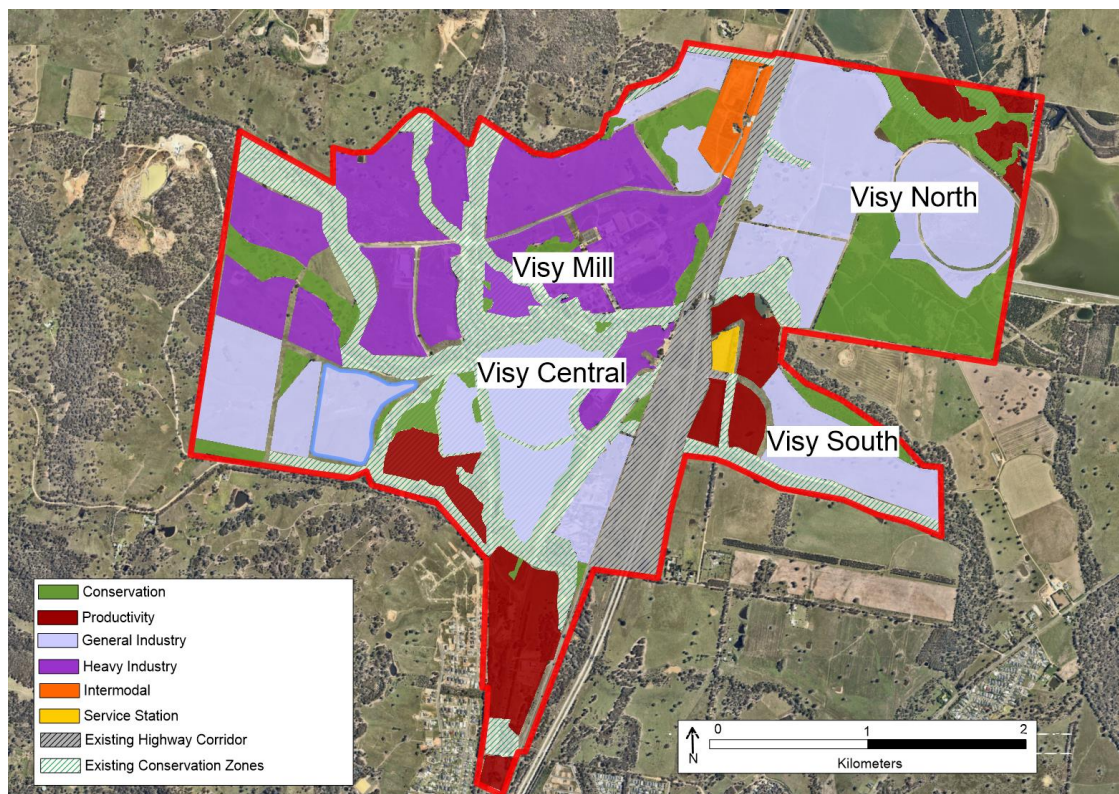 Visy North
Visy Mill
Visy Central
Visy South
Conservation
Productivity
General Industry
Heavy Industry
Intermodal
Service Station
Existing Highway Corridor
Existing Conservation Zones
N
0 1 2
Kilometers